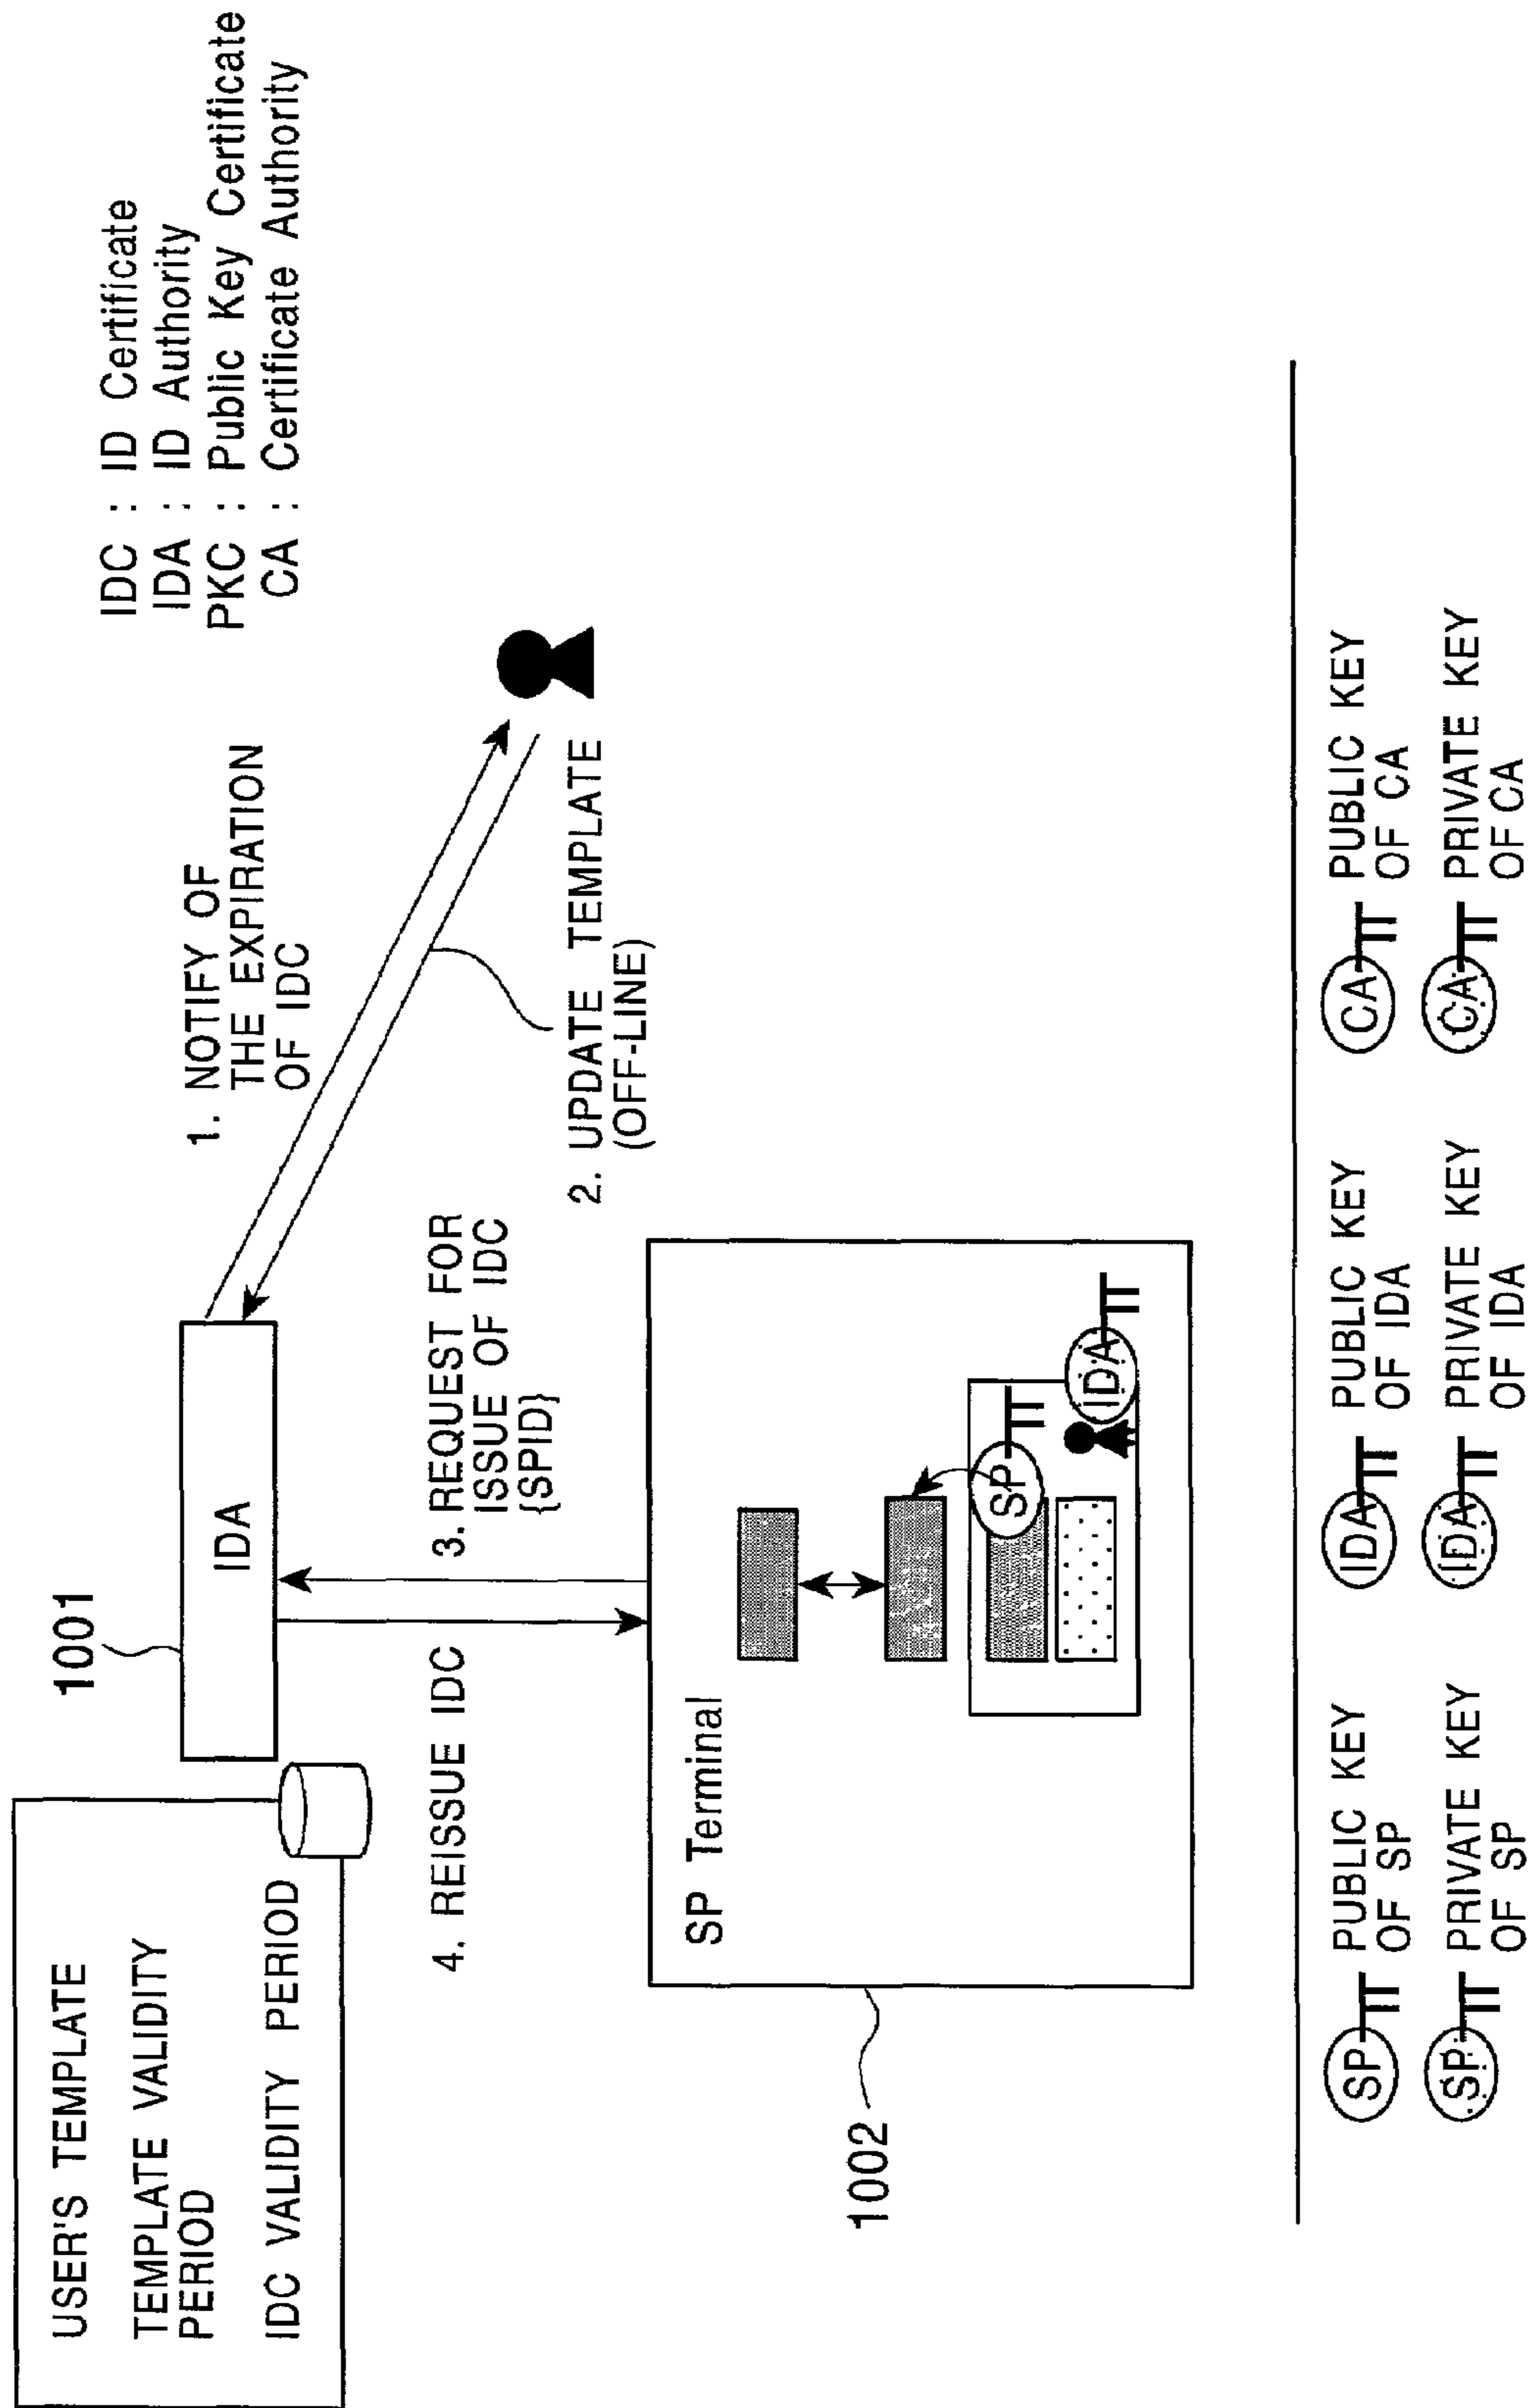 USER'S TEMPLATE
TEMPLATE VALIDITY
PERIOD
IDC VALIDITY PERIOD
1001
IDA
1. NOTIFY OF
THE EXPIRATION
OF IDC
IDC : ID Certificate
IDA : ID Authority
PKC : Public Key Certificate
CA : Certificate Authority
2. UPDATE TEMPLATE
(OFF-LINE)
3. REQUEST FOR
ISSUE OF IDC
{SPID}
4. REISSUE IDC
1002
SP Terminal
SP
IDA
SP
PUBLIC KEY
OF SP
IDA
PUBLIC KEY
OF IDA
CA
PUBLIC KEY
OF CA
SP
PRIVATE KEY
OF SP
IDA
PRIVATE KEY
OF IDA
CA
PRIVATE KEY
OF CA